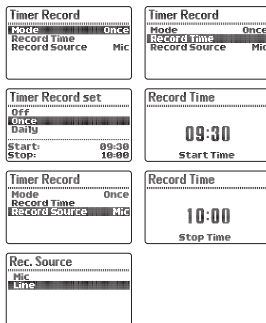 Timer Record
Mode Once
Record Time
Record Source Mic
Timer Record
Mode Once
Record Time
Record Source Mic
Timer Record set
Off
Once
Daily
Start: 09:30
Stop: 10:00
Record Time
09:30
Start Time
Timer Record
Mode Once
Record Time
Record Source Mic
Record Time
10:00
Stop Time
Rec. Source
Mic
Line